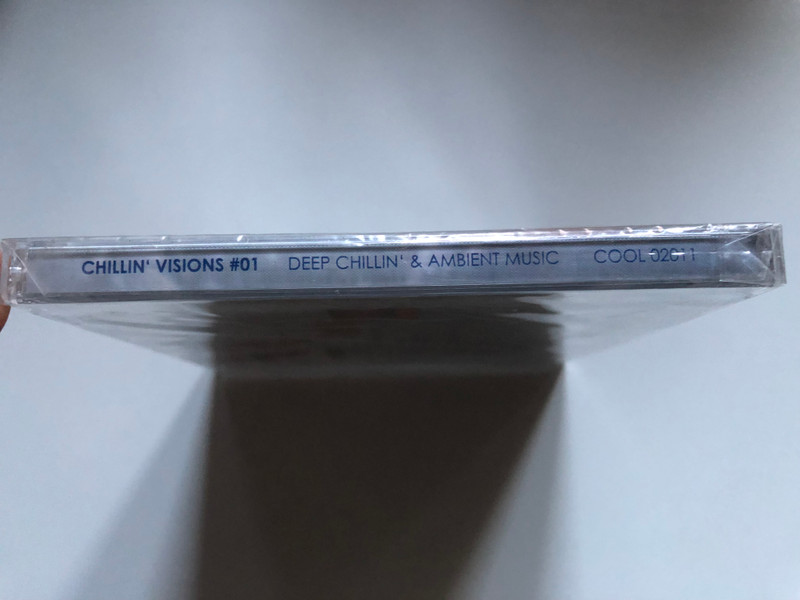 CHILLIN' VISIONS #01 DEEP CHILLIN' & AMBIENT MUSIC COOL 02011